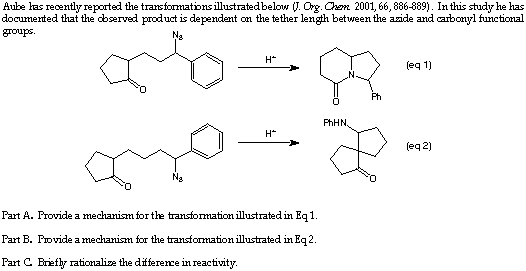 Aube has recently reported the transformations illustrated below (J. Org. Chem. 2001, 66, 886-889). In this study he has
documented that the observed product is dependent on the tether length between the azide and carbonyl functional
groups.
N3
H+
O
N
O
Ph
(eq 1)
H+
PhHN
O
N3
O
(eq 2)
Part A. Provide a mechanism for the transformation illustrated in Eq 1.
Part B. Provide a mechanism for the transformation illustrated in Eq 2.
Part C. Briefly rationalize the difference in reactivity.